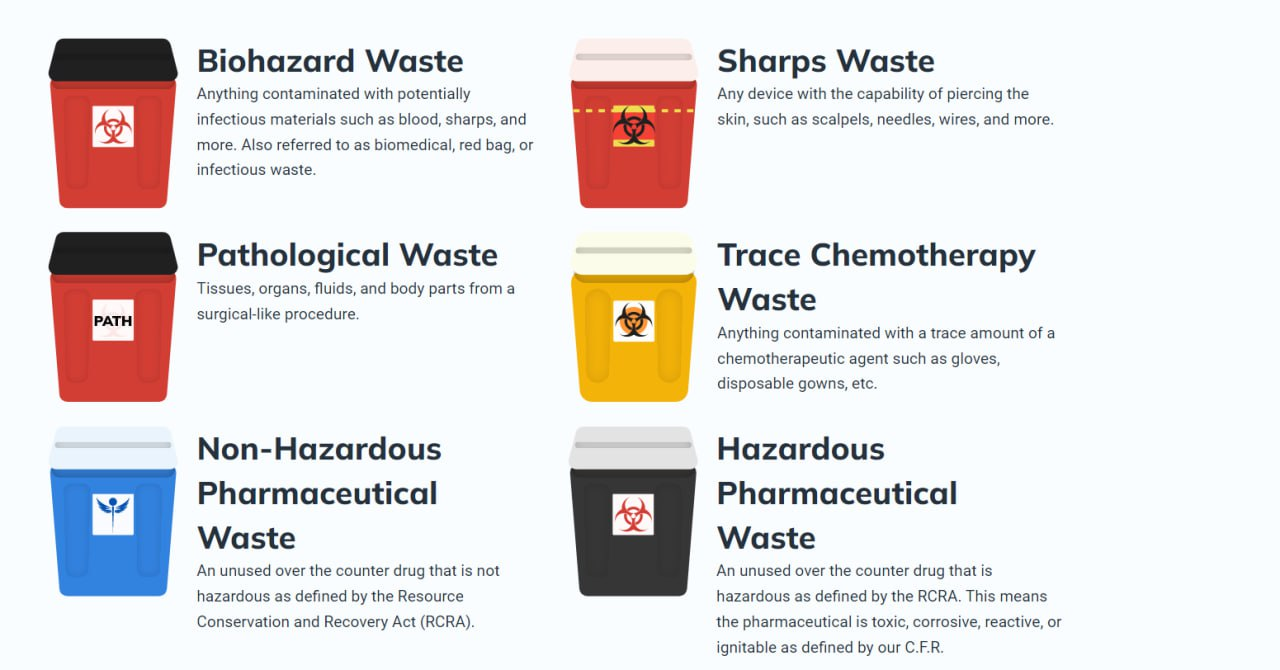 Biohazard Waste
Anything contaminated with potentially
infectious materials such as blood, sharps, and
more. Also referred to as biomedical, red bag, or
infectious waste.
Sharps Waste
Any device with the capability of piercing the
skin, such as scalpels, needles, wires, and more.
Pathological Waste
Tissues, organs, fluids, and body parts from a
surgical-like procedure.
PATH
Trace Chemotherapy
Waste
Anything contaminated with a trace amount of a
chemotherapeutic agent such as gloves,
disposable gowns, etc.
Non-Hazardous
Pharmaceutical
Waste
An unused over the counter drug that is not
hazardous as defined by the Resource
Conservation and Recovery Act (RCRA).
Hazardous
Pharmaceutical
Waste
An unused over the counter drug that is
hazardous as defined by the RCRA. This means
the pharmaceutical is toxic, corrosive, reactive, or
ignitable as defined by our C.F.R.